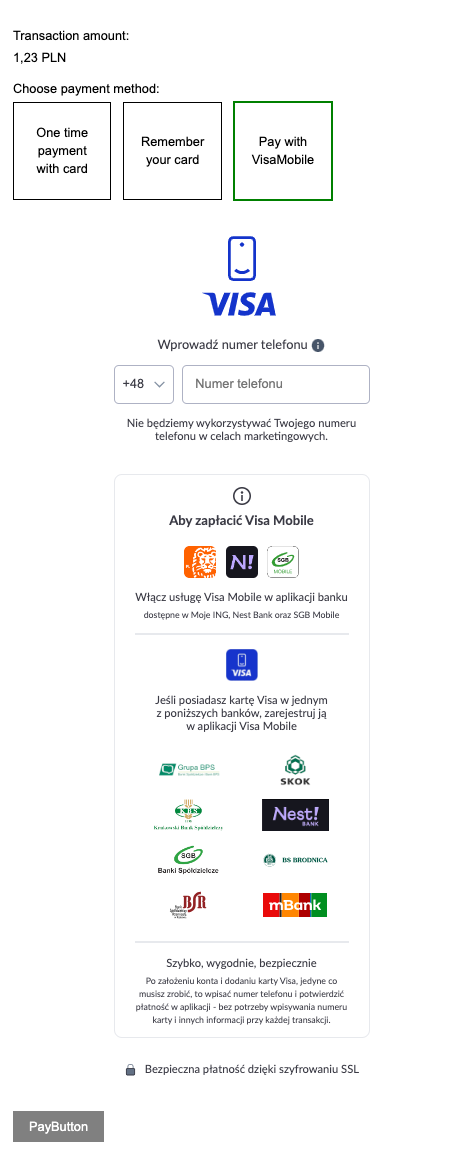 Transaction amount:
1,23 PLN
Choose payment method:
One time
payment
with card
Remember
your card
Pay with
VisaMobile
VISA
Wprowadź numer telefonu
+48
Numer telefonu
Nie będziemy wykorzystywać Twojego numeru
telefonu w celach marketingowych.
Aby zapłacić Visa Mobile
N!
SGB
MOBILE
Włącz usługę Visa Mobile w aplikacji banku
dostępne w Moje ING, Nest Bank oraz SGB Mobile
VISA
Jeśli posiadasz kartę Visa w jednym
z poniższych banków, zarejestruj ją
w aplikacji Visa Mobile
Grupa BPS
SKOK
KBS
Krakowski Bank Spółdzielczy
Nest!
BANK
SGB
Banki Spółdzielcze
BS BRODNICA
BSR
mBank
Szybko, wygodnie, bezpiecznie
Po założeniu konta i dodaniu karty Visa, jedyne co
musisz zrobić, to wpisać numer telefonu i potwierdzić
płatność w aplikacji - bez potrzeby wpisywania numeru
karty i innych informacji przy każdej transakcji.
Bezpieczna płatność dzięki szyfrowaniu SSL
PayButton